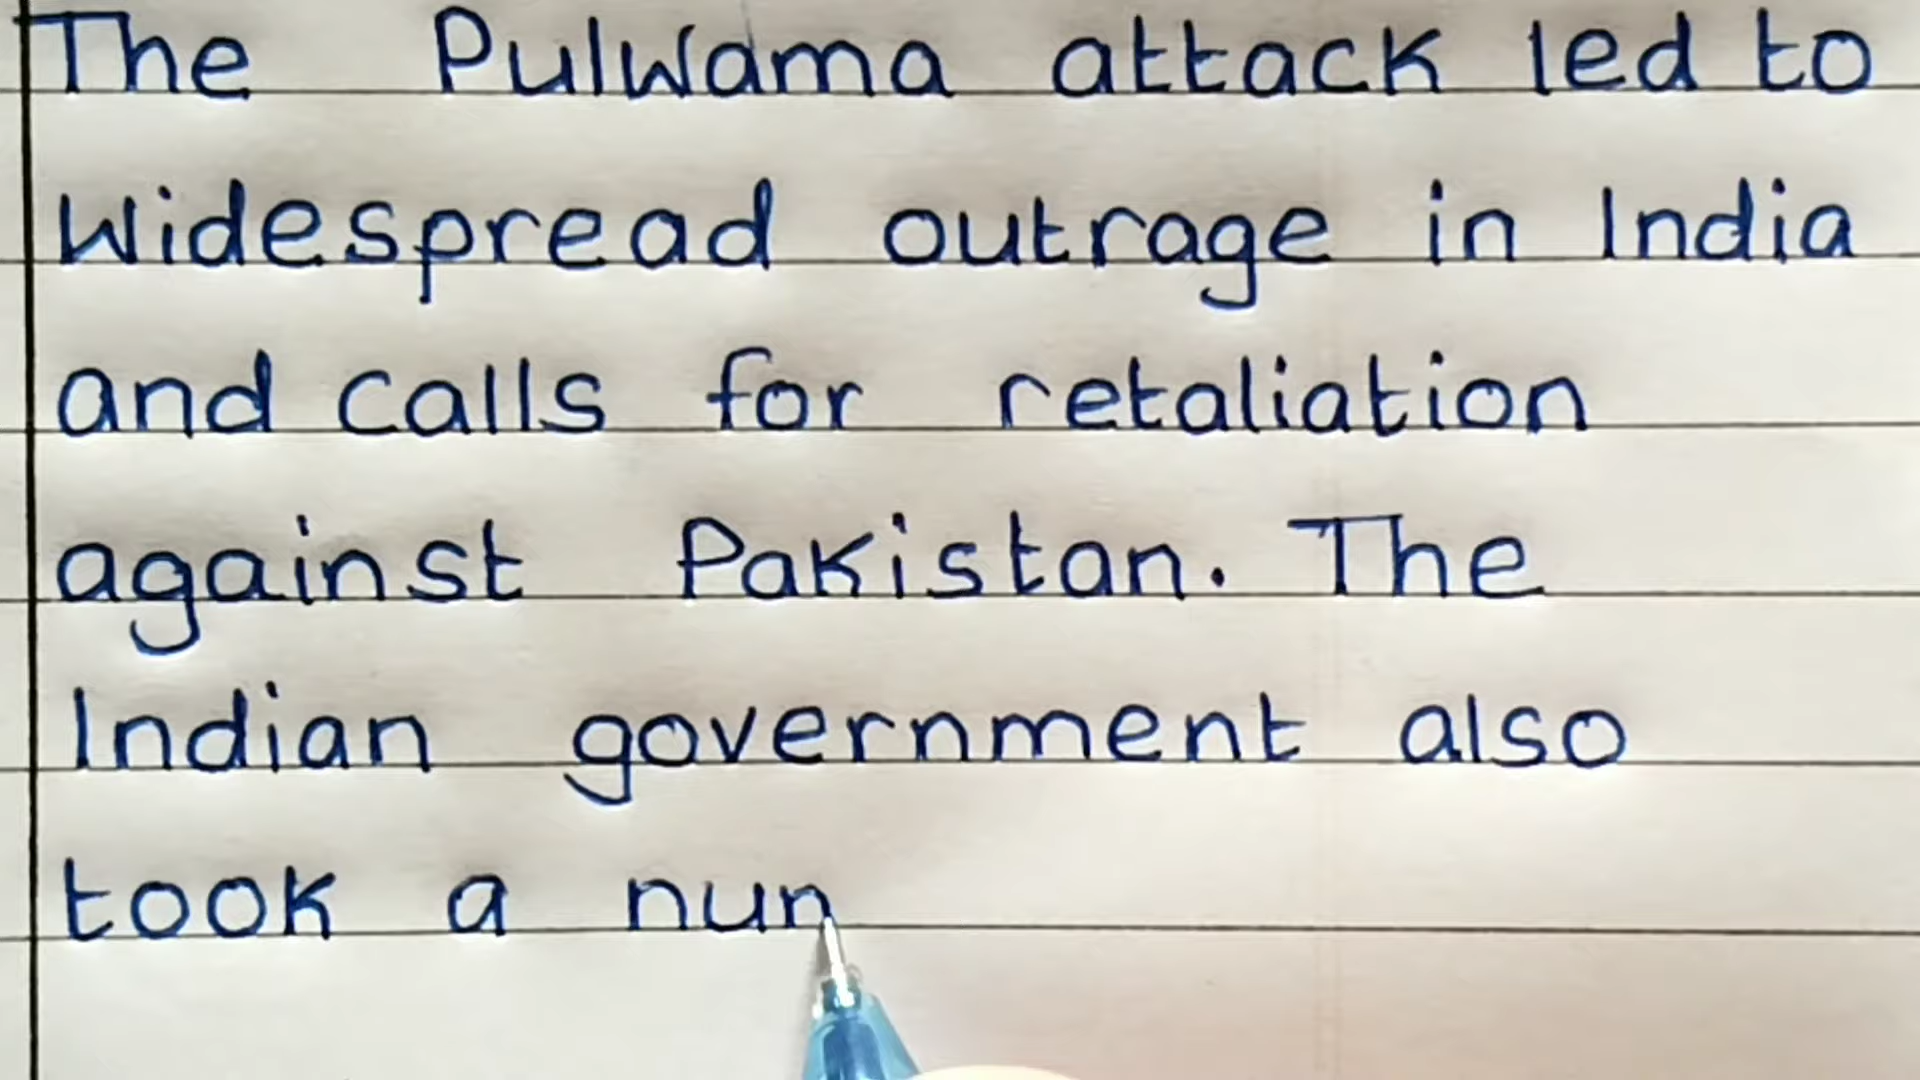 The Pulwama attack led to
Widespread outrage in India
and calls for retaliation
against Pakistan. The
Indian government also
took a nun